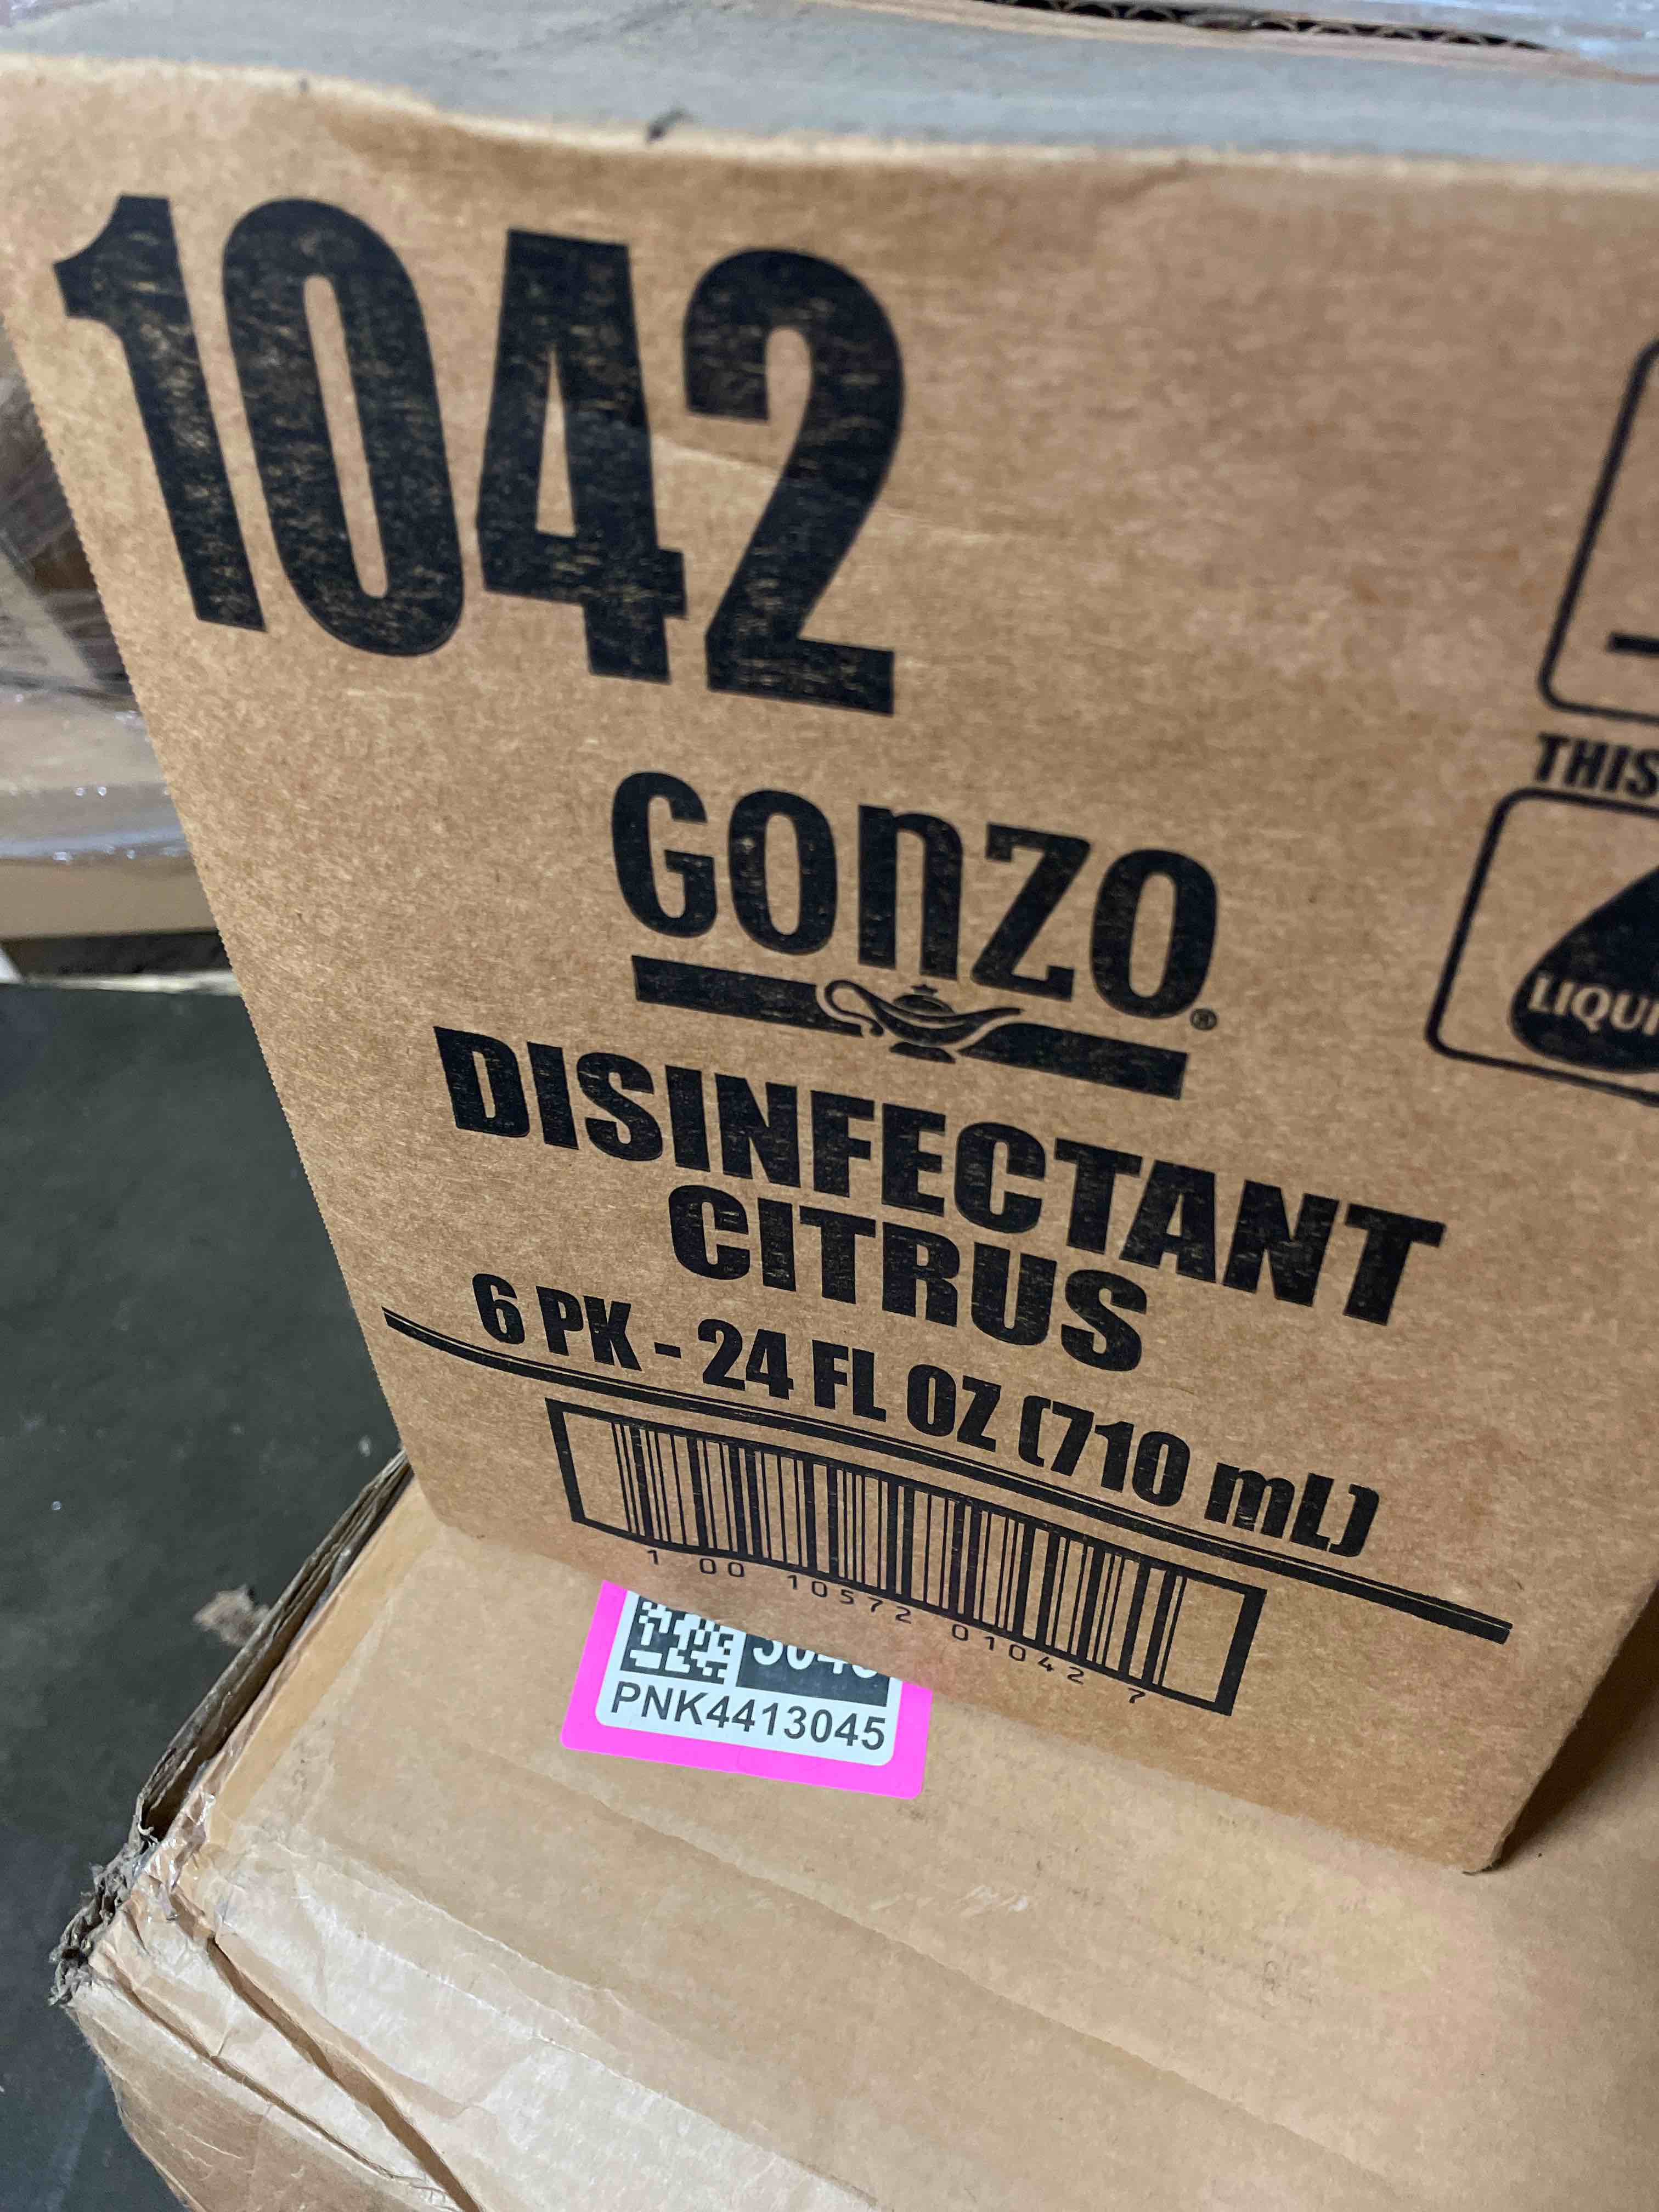 1042
THIS
GONZO®
LIQUI
DISINFECTANT
CITRUS
6 PK - 24 FL OZ (710 mL)
1 00 10572 01042 7
PNK4413045